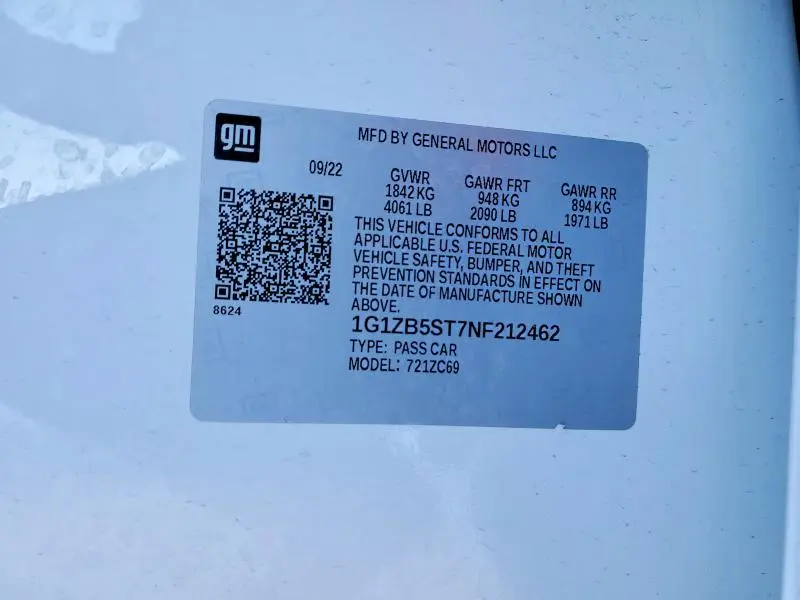 gm
MFD BY GENERAL MOTORS LLC
09/22
GVWR GAWR FRT GAWR RR
1842 KG 948 KG 894 KG
4061 LB 2090 LB 1971 LB
THIS VEHICLE CONFORMS TO ALL
APPLICABLE U.S. FEDERAL MOTOR
VEHICLE SAFETY, BUMPER, AND THEFT
PREVENTION STANDARDS IN EFFECT ON
THE DATE OF MANUFACTURE SHOWN
ABOVE.
8624
1G1ZB5ST7NF212462
TYPE: PASS CAR
MODEL: 721ZC69